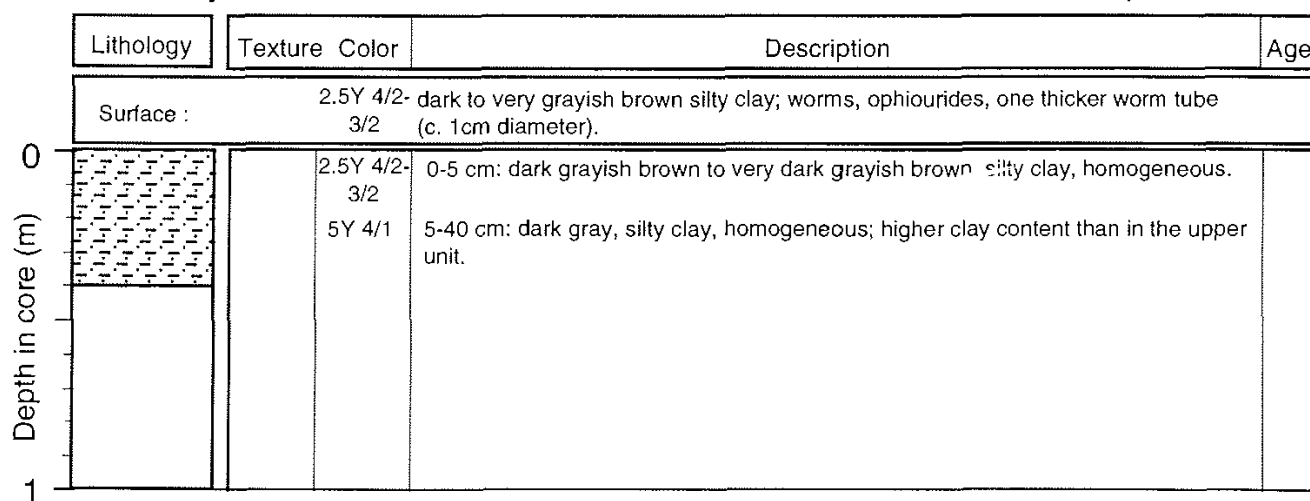 Lithology Texture Color Description Age
Surface : 2.5Y 4/2- dark to very grayish brown silty clay; worms, ophiourides, one thicker worm tube
3/2 (c. 1cm diameter).
0 2.5Y 4/2- 0-5 cm: dark grayish brown to very dark grayish brown silty clay, homogeneous.
3/2
5Y 4/1 5-40 cm: dark gray, silty clay, homogeneous; higher clay content than in the upper
unit.
Depth in core (m)
1